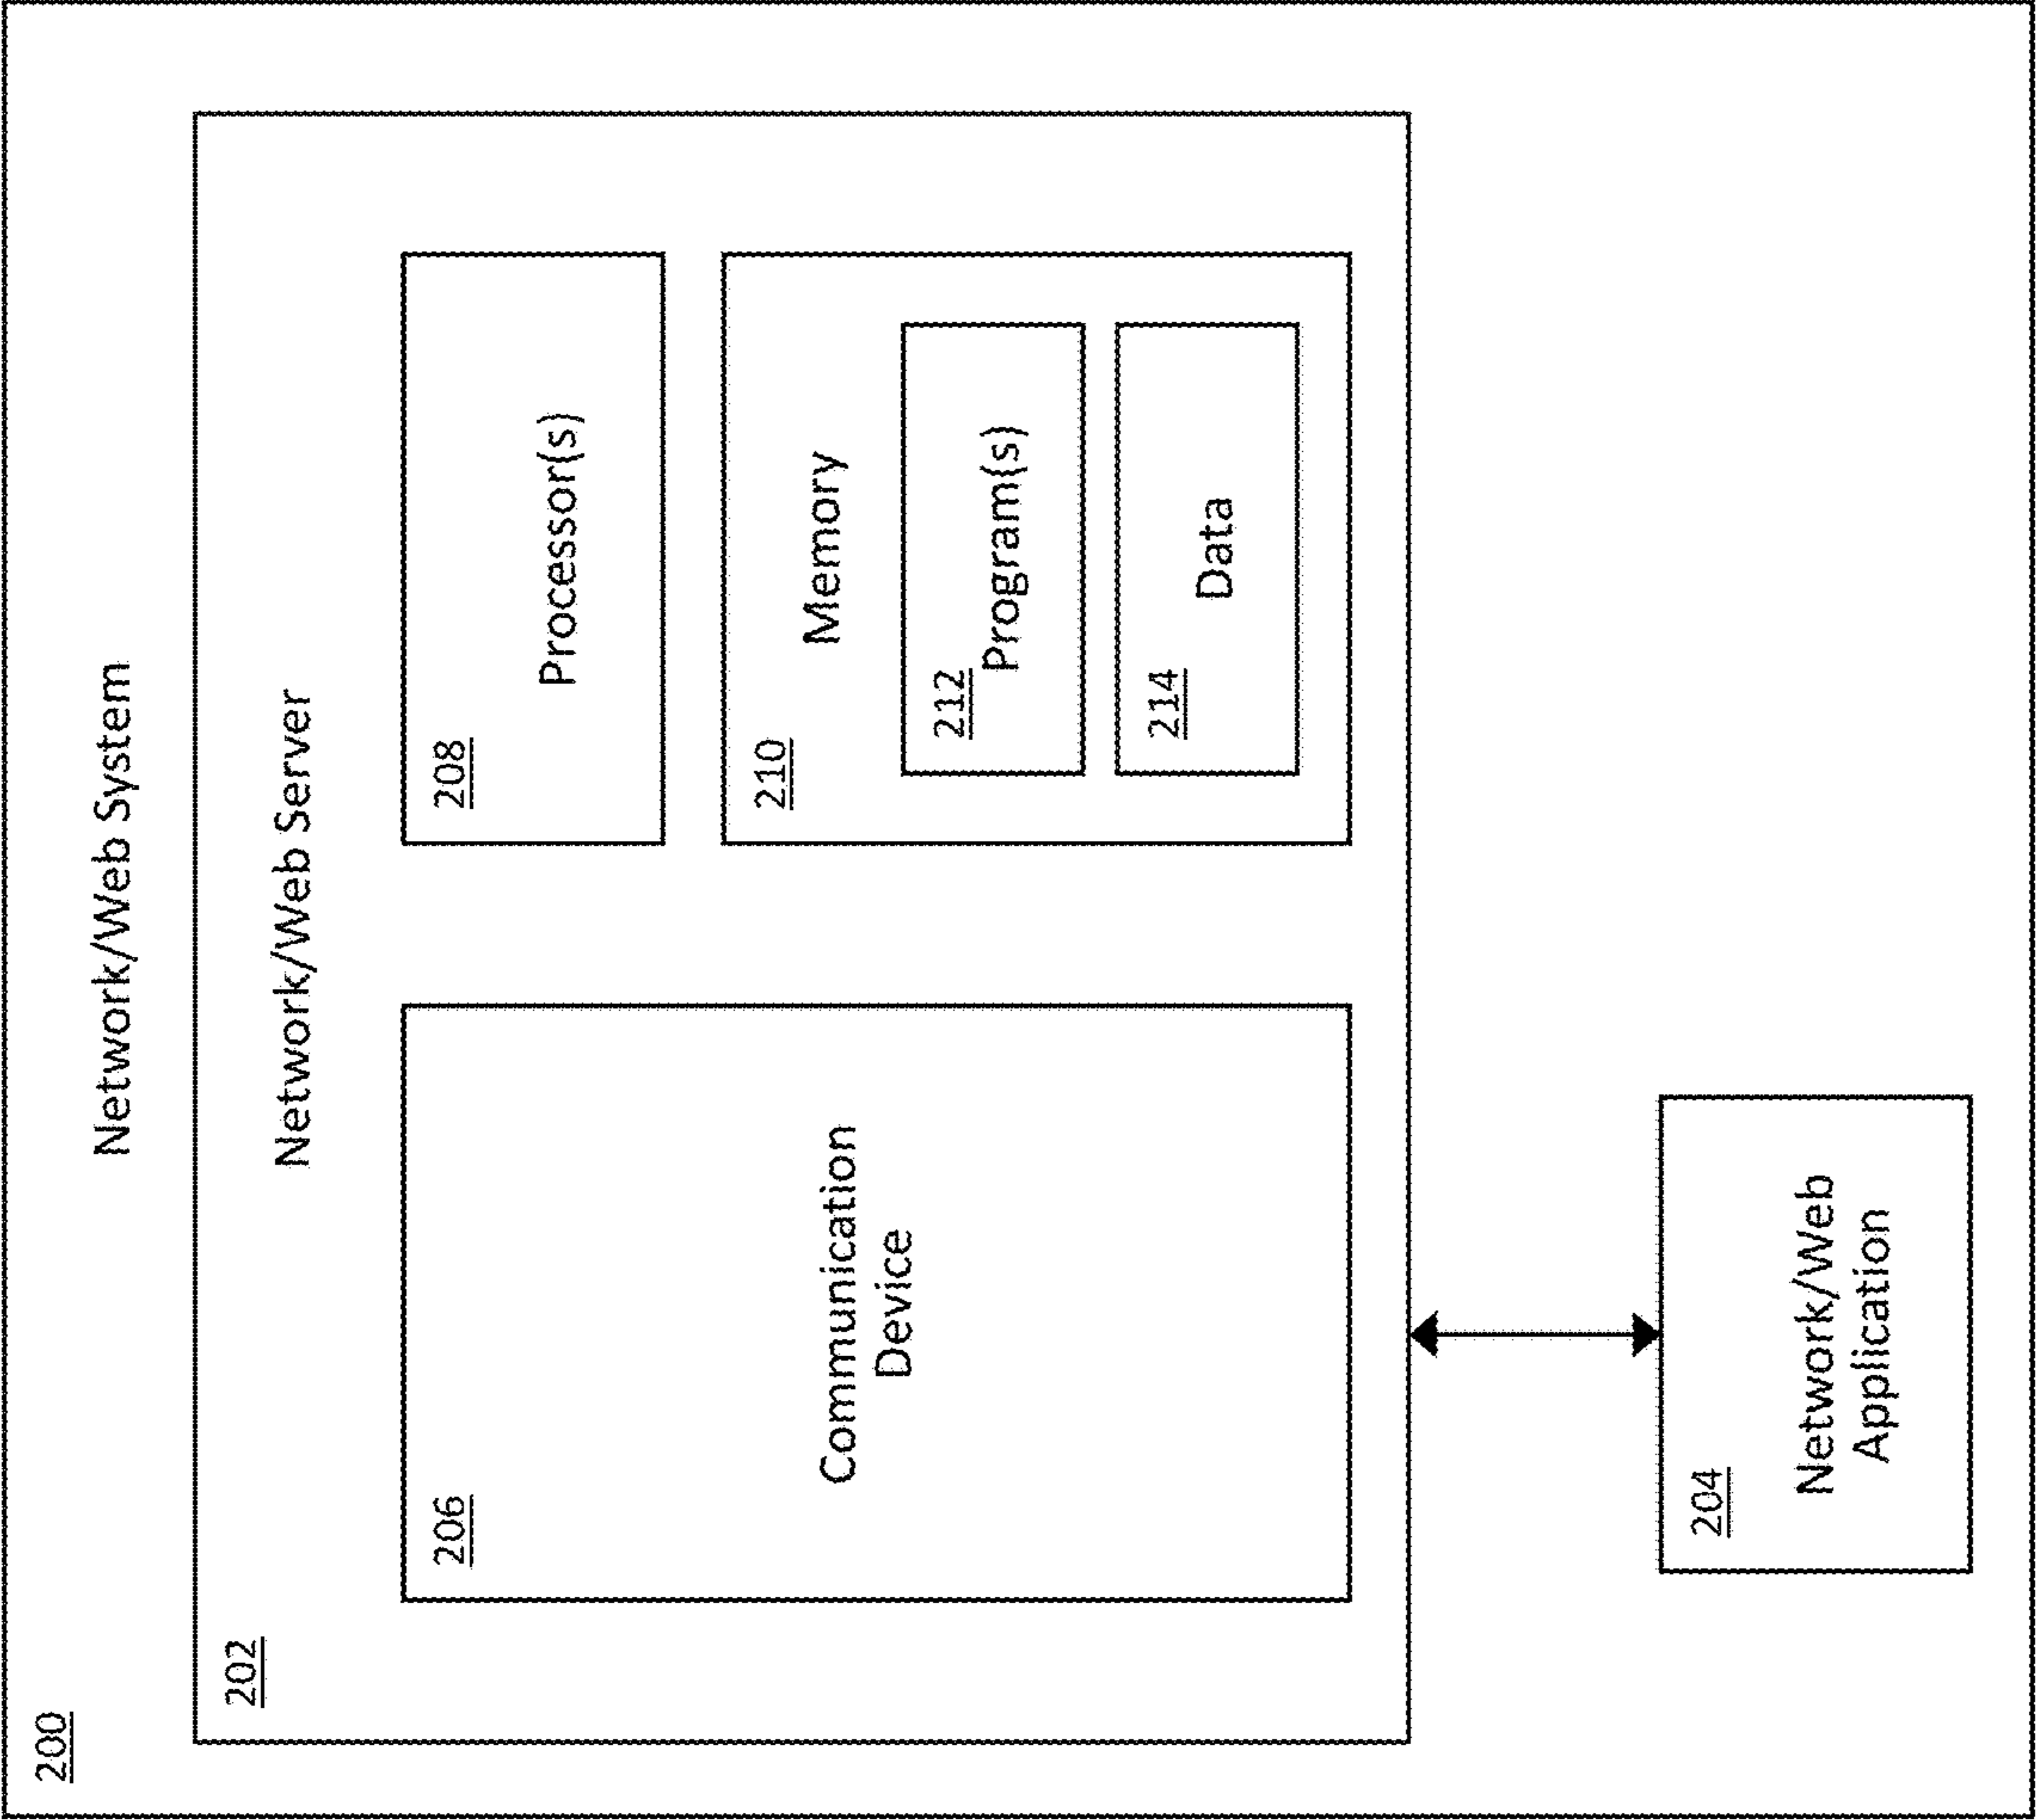 200
Network/Web System
202
Network/Web Server
206
Communication
Device
208
Processor(s)
210
Memory
212
Program(s)
214
Data
204
Network/Web
Application